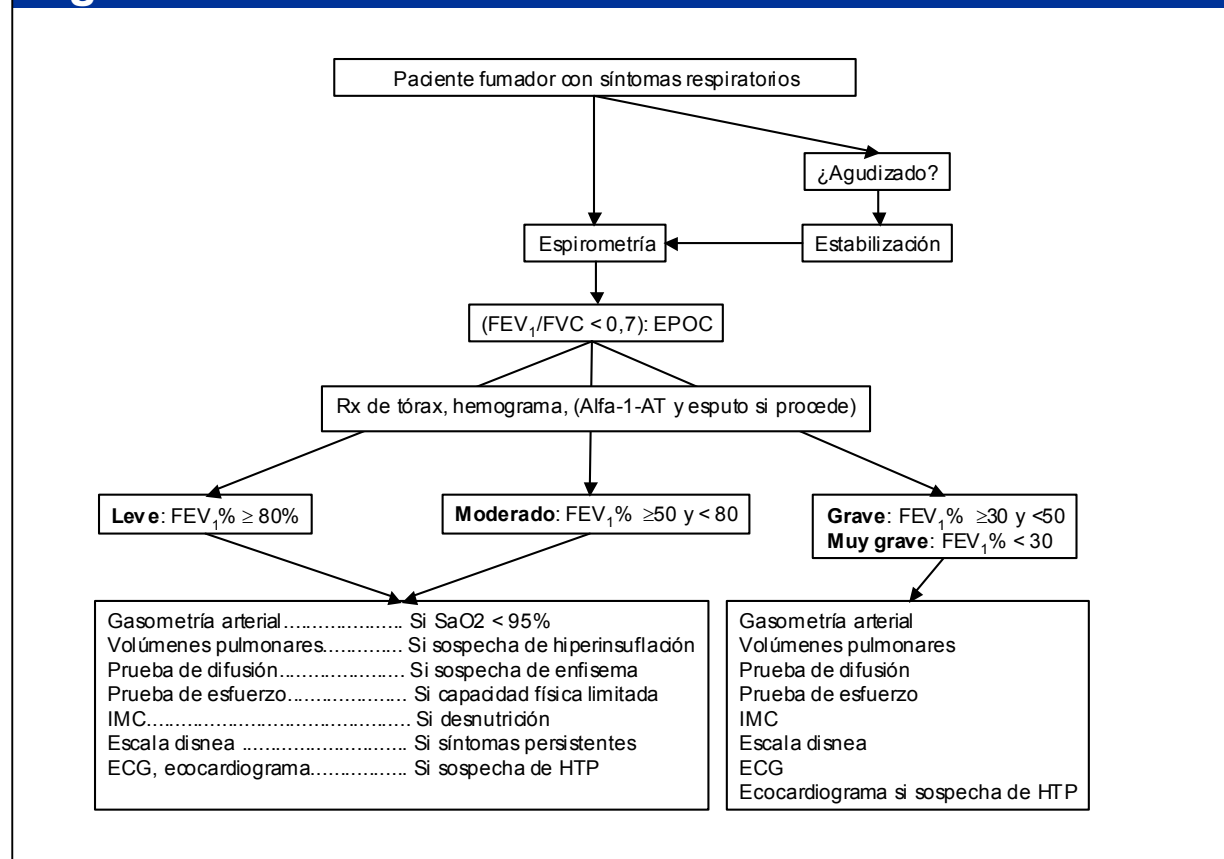 Paciente fumador con síntomas respiratorios
¿Agudizado?
Espirometría
Estabilización
(FEV₁/FVC < 0,7): EPOC
Rx de tórax, hemograma, (Alfa-1-AT y esputo si procede)
Leve: FEV₁% ≥ 80%
Moderado: FEV₁% ≥50 y < 80
Grave: FEV₁% ≥30 y <50
Muy grave: FEV₁% < 30
Gasometría arterial..................... Si SaO2 < 95%
Volúmenes pulmonares.............. Si sospecha de hiperinsuflación
Prueba de difusión...................... Si sospecha de enfisema
Prueba de esfuerzo..................... Si capacidad física limitada
IMC.............................................. Si desnutrición
Escala disnea ............................. Si síntomas persistentes
ECG, ecocardiograma................. Si sospecha de HTP
Gasometría arterial
Volúmenes pulmonares
Prueba de difusión
Prueba de esfuerzo
IMC
Escala disnea
ECG
Ecocardiograma si sospecha de HTP